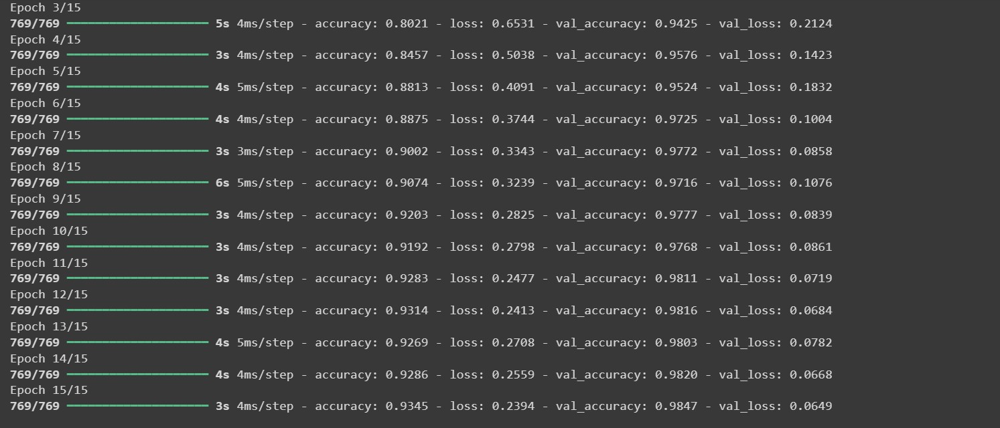 Epoch 3/15
769/769 ━━━━━━━━━━━━━━━━━━━━ 5s 4ms/step - accuracy: 0.8021 - loss: 0.6531 - val_accuracy: 0.9425 - val_loss: 0.2124
Epoch 4/15
769/769 ━━━━━━━━━━━━━━━━━━━━ 3s 4ms/step - accuracy: 0.8457 - loss: 0.5038 - val_accuracy: 0.9576 - val_loss: 0.1423
Epoch 5/15
769/769 ━━━━━━━━━━━━━━━━━━━━ 4s 5ms/step - accuracy: 0.8813 - loss: 0.4091 - val_accuracy: 0.9524 - val_loss: 0.1832
Epoch 6/15
769/769 ━━━━━━━━━━━━━━━━━━━━ 4s 4ms/step - accuracy: 0.8875 - loss: 0.3744 - val_accuracy: 0.9725 - val_loss: 0.1004
Epoch 7/15
769/769 ━━━━━━━━━━━━━━━━━━━━ 3s 3ms/step - accuracy: 0.9002 - loss: 0.3343 - val_accuracy: 0.9772 - val_loss: 0.0858
Epoch 8/15
769/769 ━━━━━━━━━━━━━━━━━━━━ 6s 5ms/step - accuracy: 0.9074 - loss: 0.3239 - val_accuracy: 0.9716 - val_loss: 0.1076
Epoch 9/15
769/769 ━━━━━━━━━━━━━━━━━━━━ 3s 4ms/step - accuracy: 0.9203 - loss: 0.2825 - val_accuracy: 0.9777 - val_loss: 0.0839
Epoch 10/15
769/769 ━━━━━━━━━━━━━━━━━━━━ 3s 4ms/step - accuracy: 0.9192 - loss: 0.2798 - val_accuracy: 0.9768 - val_loss: 0.0861
Epoch 11/15
769/769 ━━━━━━━━━━━━━━━━━━━━ 3s 4ms/step - accuracy: 0.9283 - loss: 0.2477 - val_accuracy: 0.9811 - val_loss: 0.0719
Epoch 12/15
769/769 ━━━━━━━━━━━━━━━━━━━━ 3s 4ms/step - accuracy: 0.9314 - loss: 0.2413 - val_accuracy: 0.9816 - val_loss: 0.0684
Epoch 13/15
769/769 ━━━━━━━━━━━━━━━━━━━━ 4s 5ms/step - accuracy: 0.9269 - loss: 0.2708 - val_accuracy: 0.9803 - val_loss: 0.0782
Epoch 14/15
769/769 ━━━━━━━━━━━━━━━━━━━━ 4s 4ms/step - accuracy: 0.9286 - loss: 0.2559 - val_accuracy: 0.9820 - val_loss: 0.0668
Epoch 15/15
769/769 ━━━━━━━━━━━━━━━━━━━━ 3s 4ms/step - accuracy: 0.9345 - loss: 0.2394 - val_accuracy: 0.9847 - val_loss: 0.0649